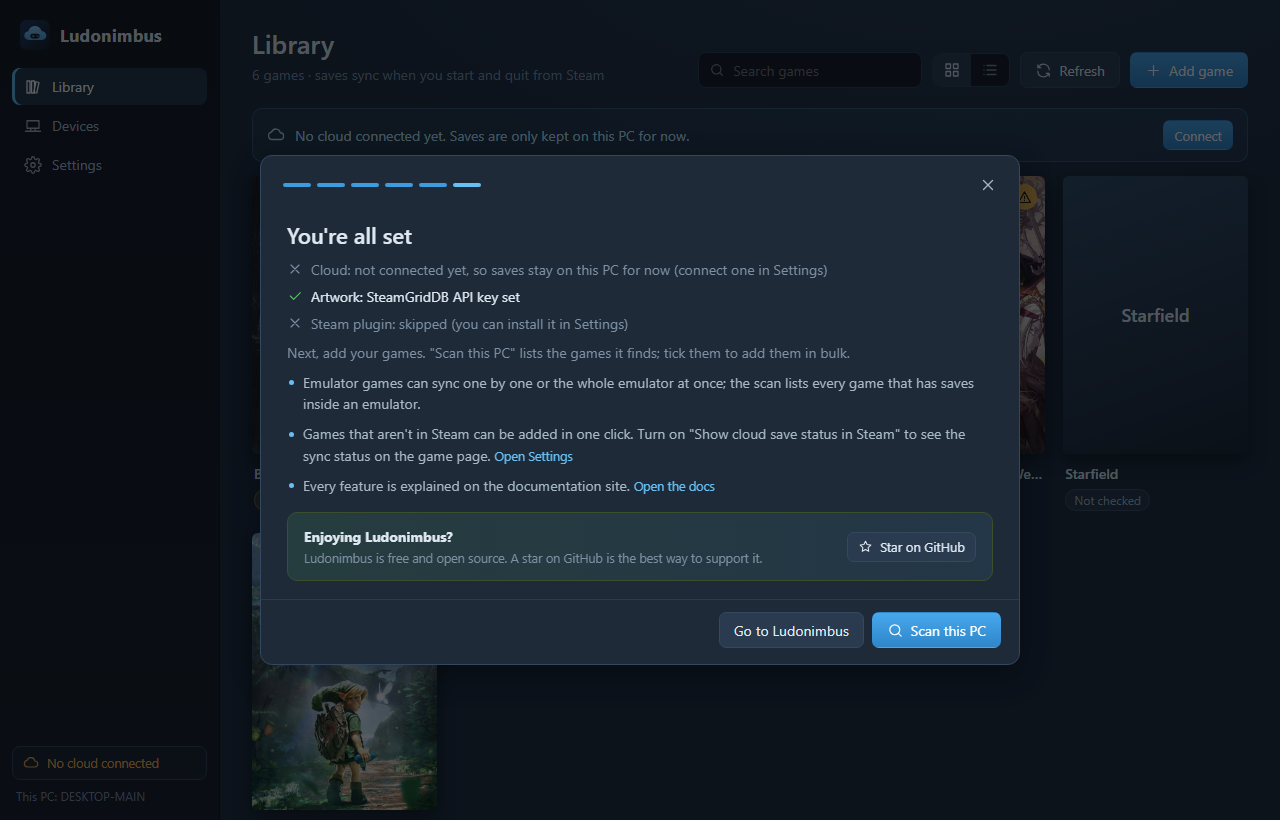 Ludonimbus
Library
Devices
Settings
No cloud connected
This PC: DESKTOP-MAIN
Library
6 games · saves sync when you start and quit from Steam
Search games
Refresh
Add game
No cloud connected yet. Saves are only kept on this PC for now.
Connect
You're all set
Cloud: not connected yet, so saves stay on this PC for now (connect one in Settings)
Artwork: SteamGridDB API key set
Steam plugin: skipped (you can install it in Settings)
Next, add your games. "Scan this PC" lists the games it finds; tick them to add them in bulk.
Emulator games can sync one by one or the whole emulator at once; the scan lists every game that has saves
inside an emulator.
Games that aren't in Steam can be added in one click. Turn on "Show cloud save status in Steam" to see the
sync status on the game page. Open Settings
Every feature is explained on the documentation site. Open the docs
Enjoying Ludonimbus?
Ludonimbus is free and open source. A star on GitHub is the best way to support it.
Star on GitHub
Go to Ludonimbus
Scan this PC
Starfield
Starfield
Not checked